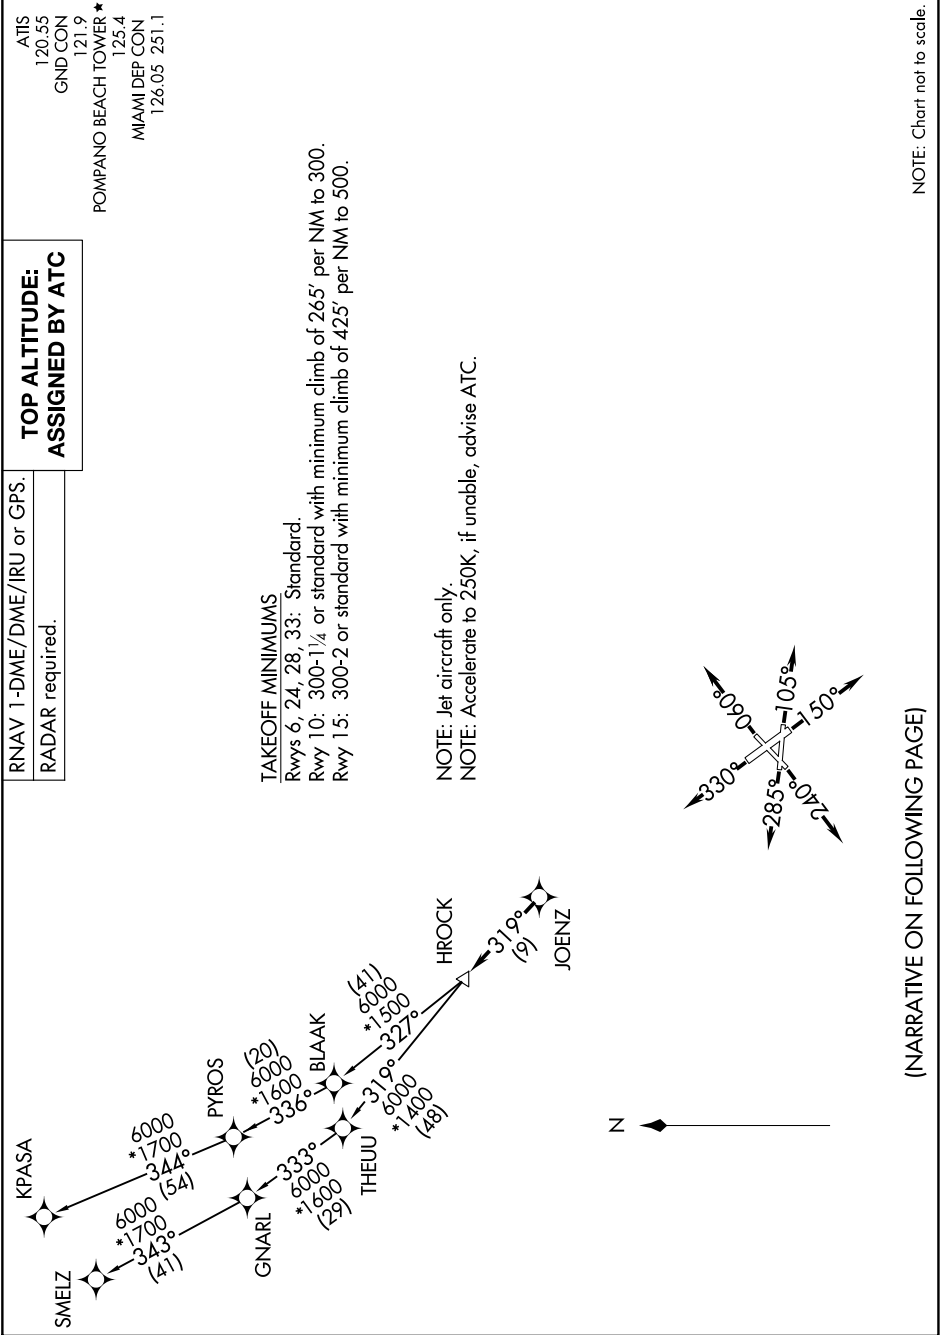 RNAV 1-DME/DME/IRU or GPS.
RADAR required.
TOP ALTITUDE:
ASSIGNED BY ATC
ATIS
120.55
GND CON
121.9
POMPANO BEACH TOWER ★
125.4
MIAMI DEP CON
126.05 251.1
TAKEOFF MINIMUMS
Rwys 6, 24, 28, 33: Standard.
Rwy 10: 300-1¼ or standard with minimum climb of 265' per NM to 300.
Rwy 15: 300-2 or standard with minimum climb of 425' per NM to 500.
NOTE: Jet aircraft only.
NOTE: Accelerate to 250K, if unable, advise ATC.
KPASA
6000
*1700
344°
(54)
SMELZ
6000
*1700
343°
(41)
PYROS
(20)
6000
*1600
336°
GNARL
333°
6000
*1600
(29)
BLAAK
(41)
6000
*1500
327°
THEUU
319°
6000
*1400
(48)
HROCK
319°
(9)
JOENZ
N
330°
060°
285°
105°
240°
150°
(NARRATIVE ON FOLLOWING PAGE)
NOTE: Chart not to scale.